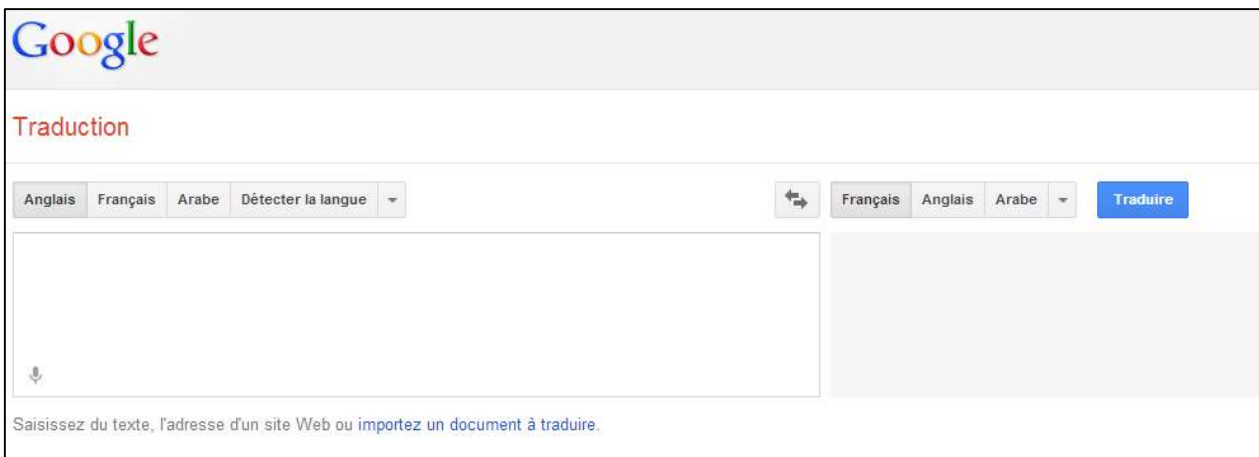 Google
Traduction
Anglais Français Arabe Détecter la langue Français Anglais Arabe Traduire
Saisissez du texte, l'adresse d'un site Web ou importez un document à traduire.